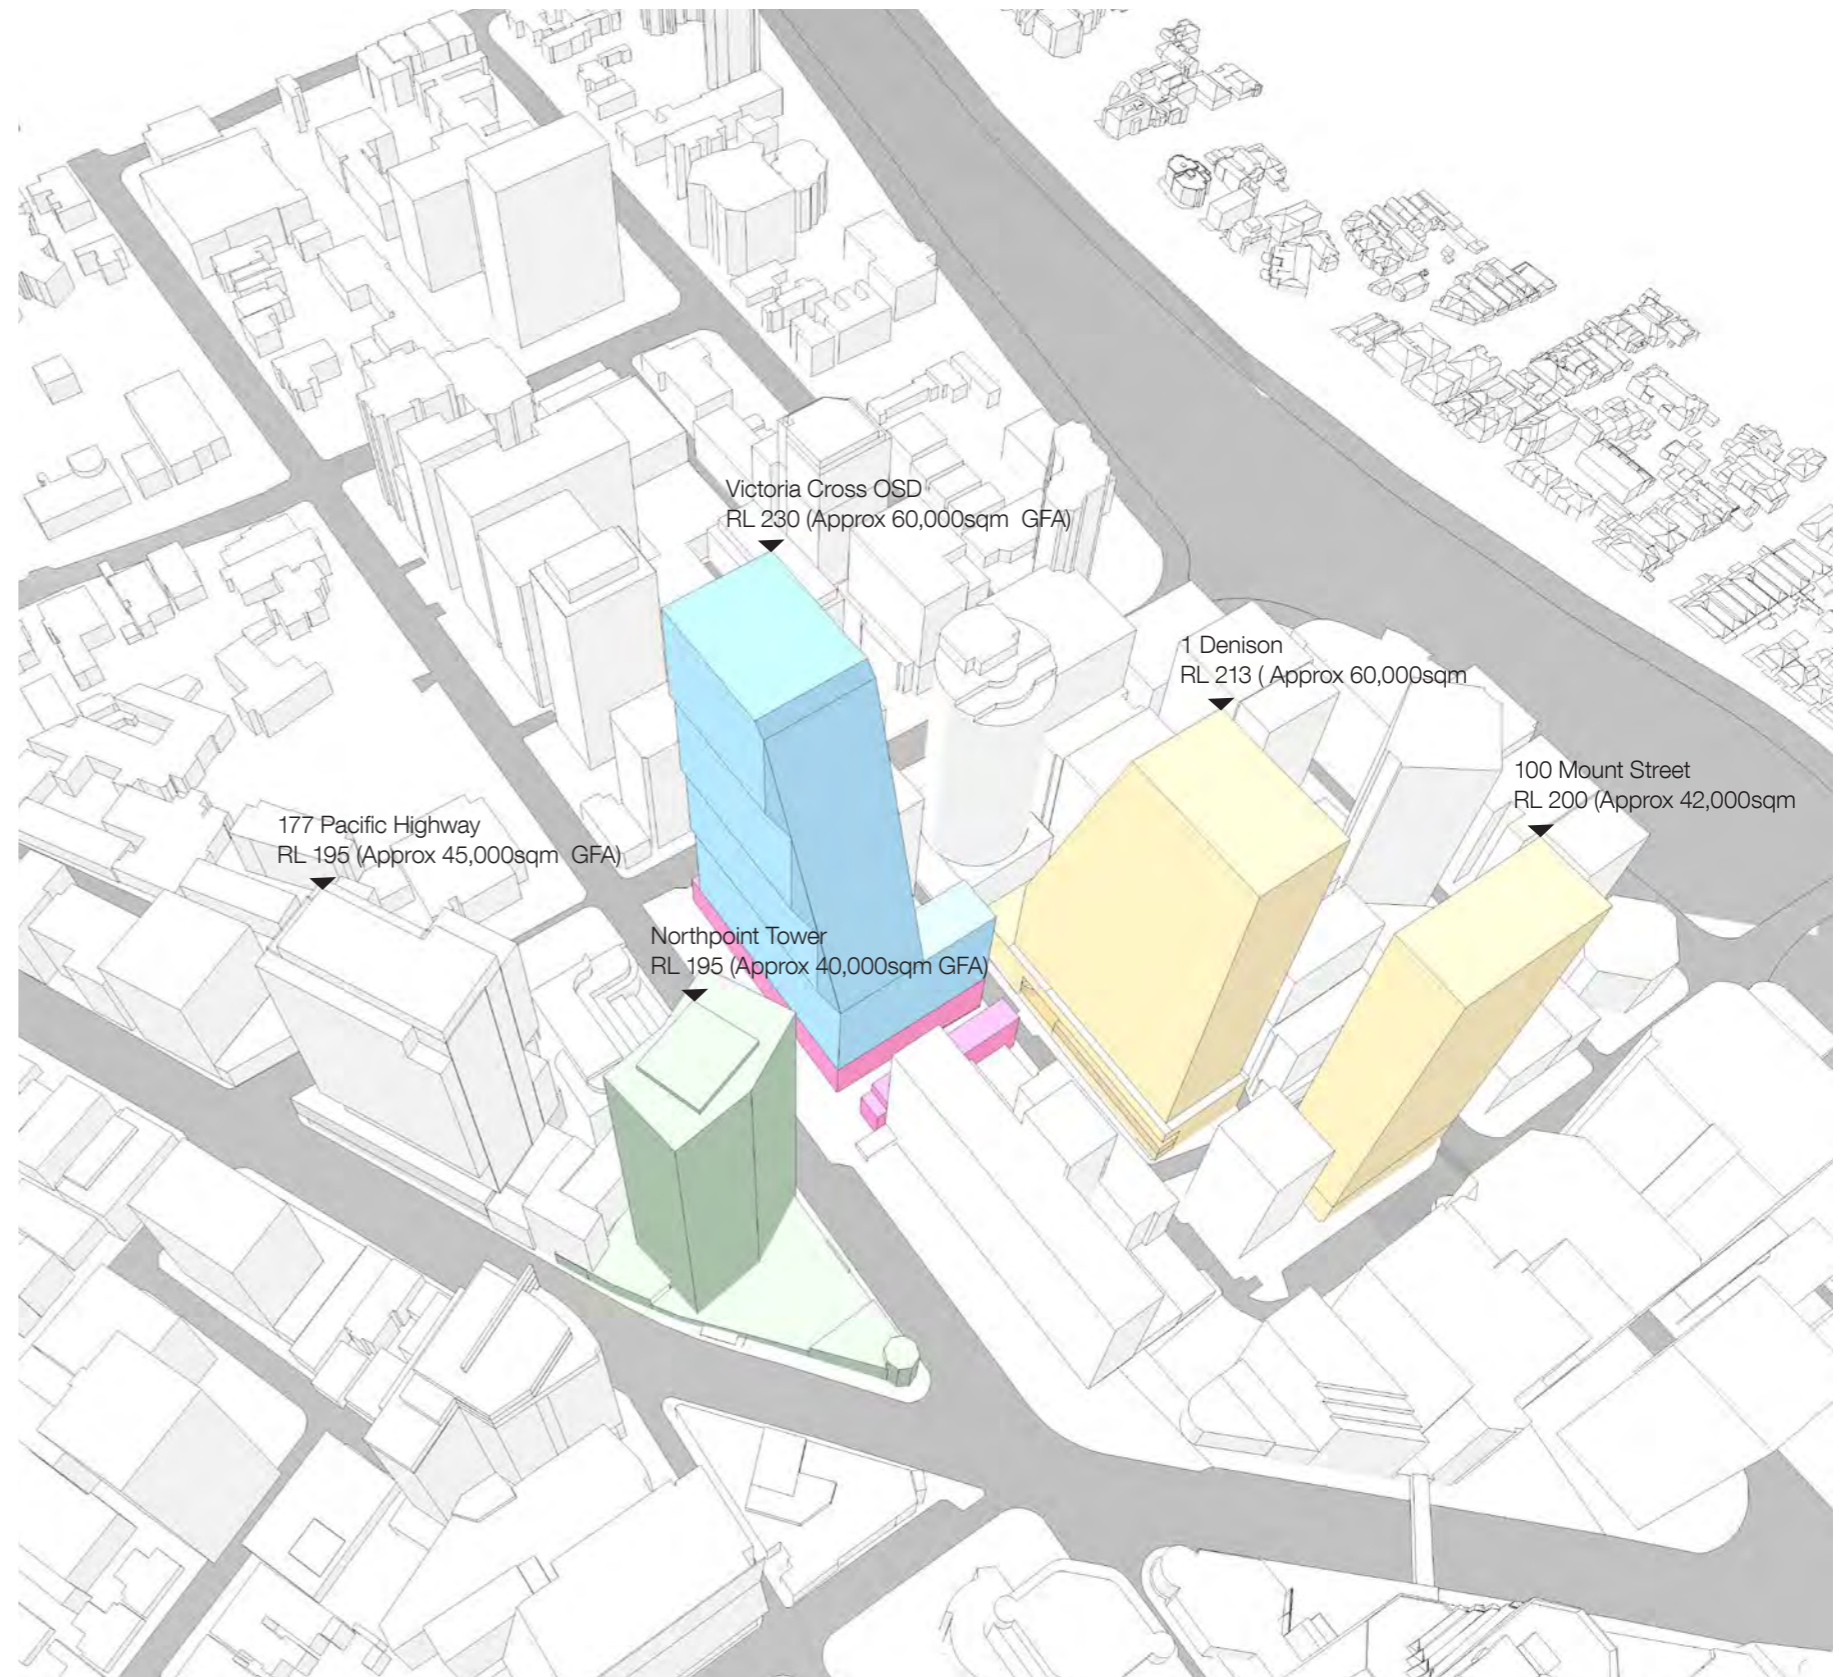 Victoria Cross OSD
RL 230 (Approx 60,000sqm  GFA)
1 Denison
RL 213 ( Approx 60,000sqm
100 Mount Street
RL 200 (Approx 42,000sqm
177 Pacific Highway
RL 195 (Approx 45,000sqm  GFA)
Northpoint Tower
RL 195 (Approx 40,000sqm GFA)